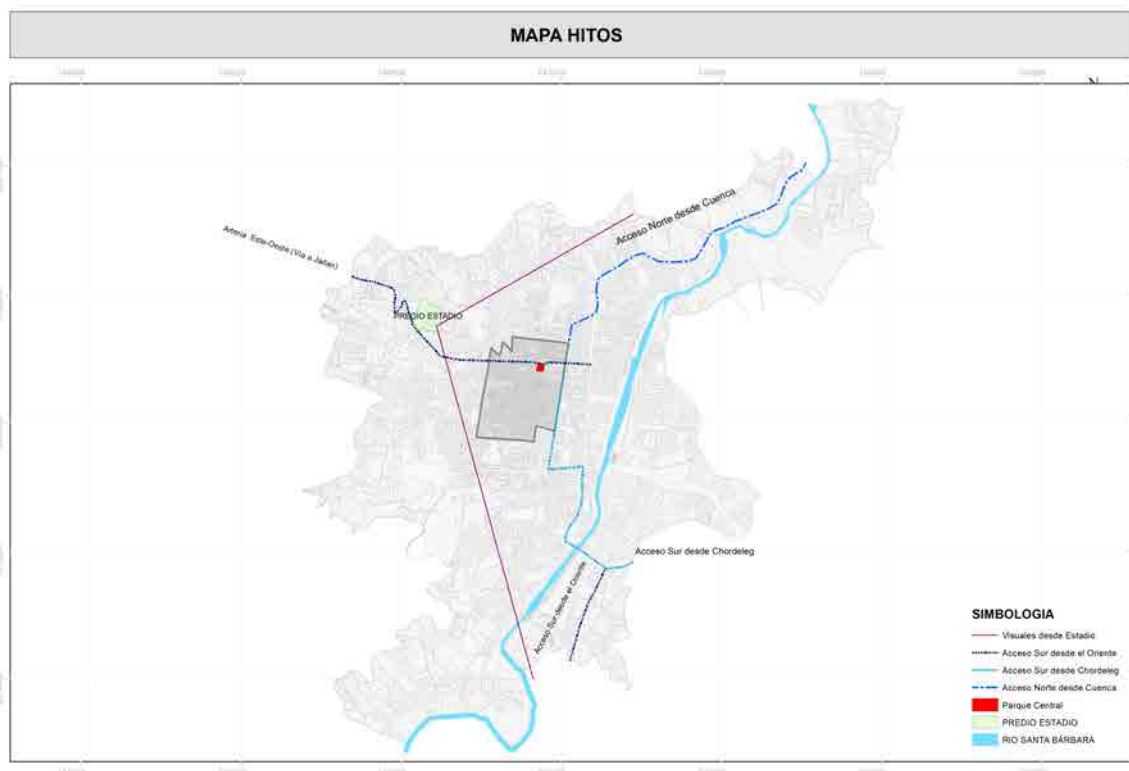 MAPA HITOS
Acceso Norte desde Cuenca
Arteria Este-Oeste (Via a Jadan)
PREDIO ESTADIO
Acceso Sur desde Chordeleg
Acceso Sur desde el Oriente
SIMBOLOGIA
Visuales desde Estadio
Acceso Sur desde el Oriente
Acceso Sur desde Chordeleg
Acceso Norte desde Cuenca
Parque Central
PREDIO ESTADIO
RIO SANTA BÁRBARA